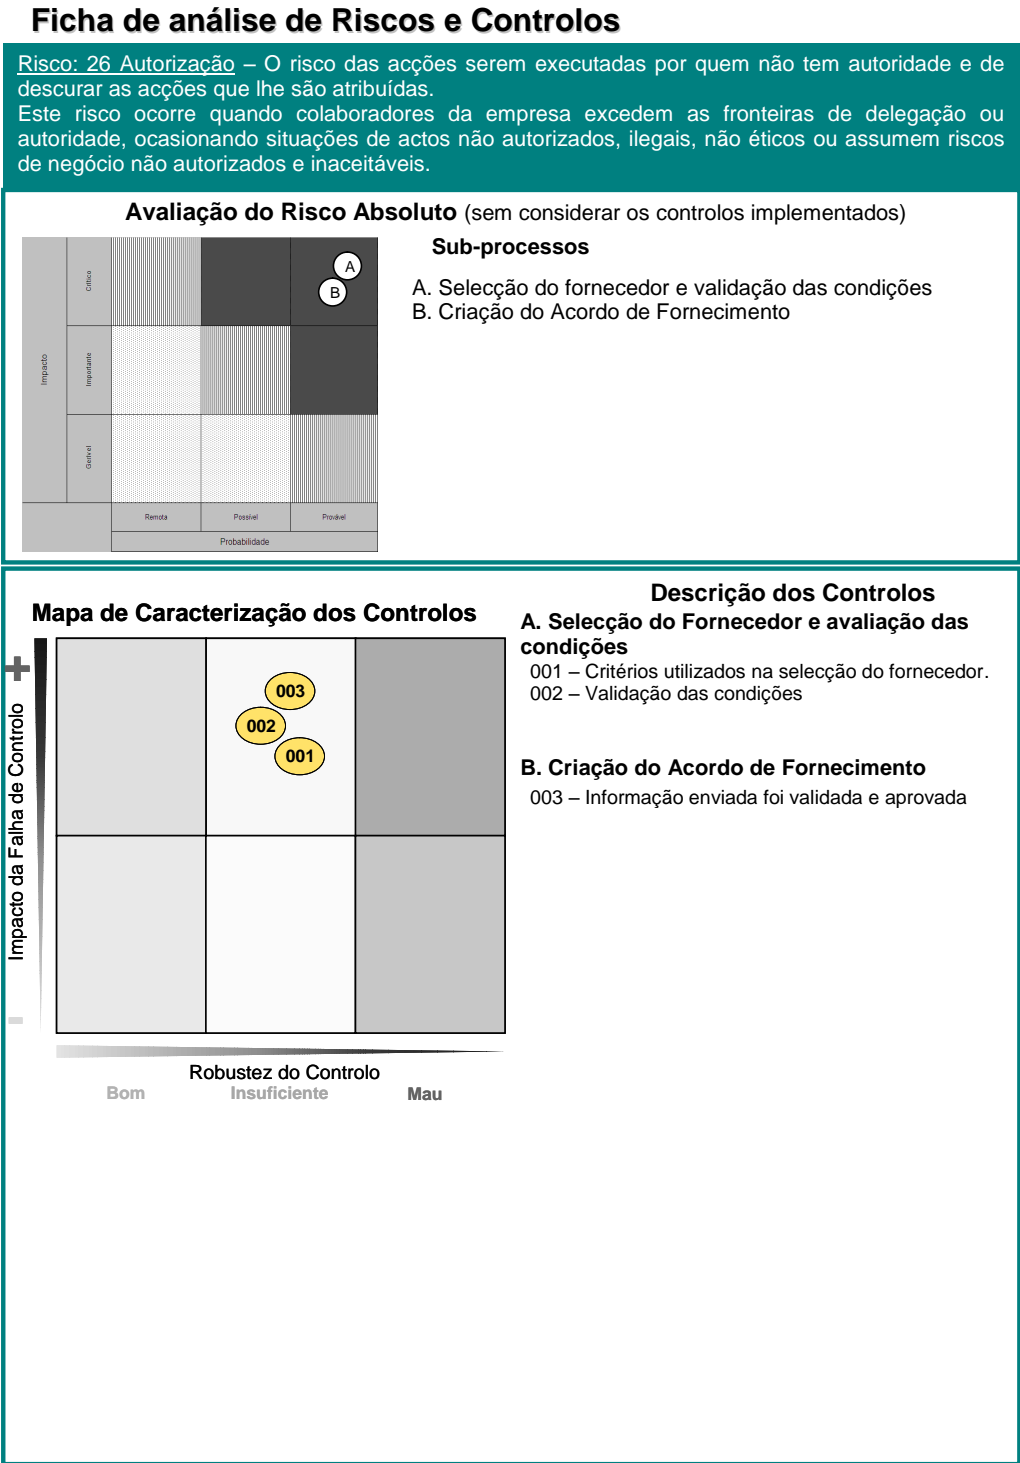 Ficha de análise de Riscos e Controlos
Risco: 26 Autorização – O risco das acções serem executadas por quem não tem autoridade e de
descurar as acções que lhe são atribuídas.
Este risco ocorre quando colaboradores da empresa excedem as fronteiras de delegação ou
autoridade, ocasionando situações de actos não autorizados, ilegais, não éticos ou assumem riscos
de negócio não autorizados e inaceitáveis.
Avaliação do Risco Absoluto (sem considerar os controlos implementados)
Sub-processos
A. Selecção do fornecedor e validação das condições
B. Criação do Acordo de Fornecimento
Impacto
Crítico
Importante
Gerível
A
B
Remota
Possível
Provável
Probabilidade
Mapa de Caracterização dos Controlos
+
Impacto da Falha de Controlo
-
003
002
001
Robustez do Controlo
Bom
Insuficiente
Mau
Descrição dos Controlos
A. Selecção do Fornecedor e avaliação das
condições
001 – Critérios utilizados na selecção do fornecedor.
002 – Validação das condições
B. Criação do Acordo de Fornecimento
003 – Informação enviada foi validada e aprovada